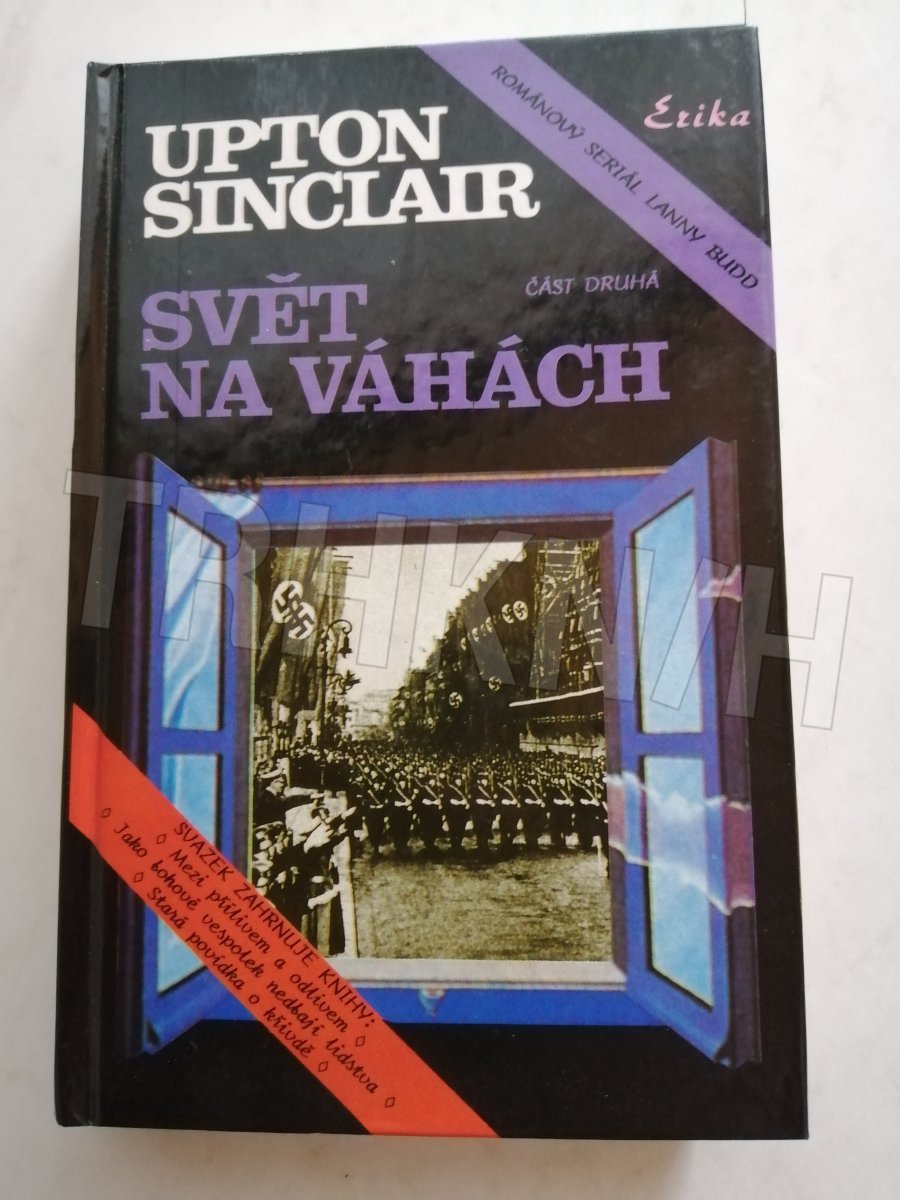 UPTON
SINCLAIR
Erika
ROMÁNOVÝ SERIÁL LANNY BUDD
ČÁST DRUHÁ
SVĚT
NA VÁHÁCH
TRHKNIH
SVAZEK ZAHRNUJE KNIHY:
◊ Mezi přílivem a odlivem ◊
◊ Jako bohové vespolek nedbají lidstva ◊
◊ Stará povídka o křivdě ◊